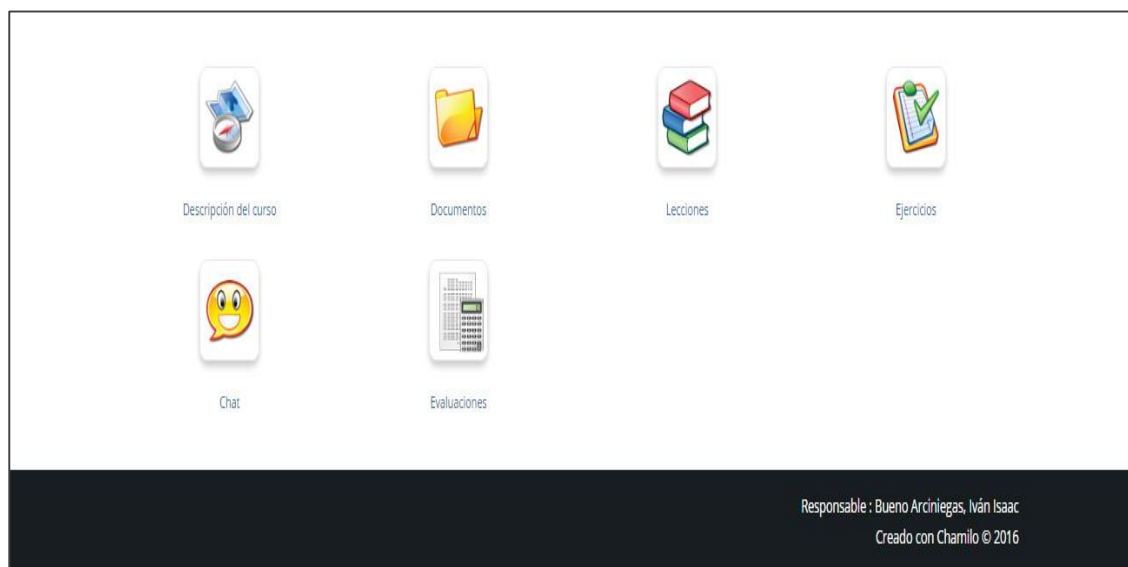 Descripción del curso
Documentos
Lecciones
Ejercicios
Chat
Evaluaciones
Responsable : Bueno Arciniegas, Iván Isaac
Creado con Chamilo © 2016